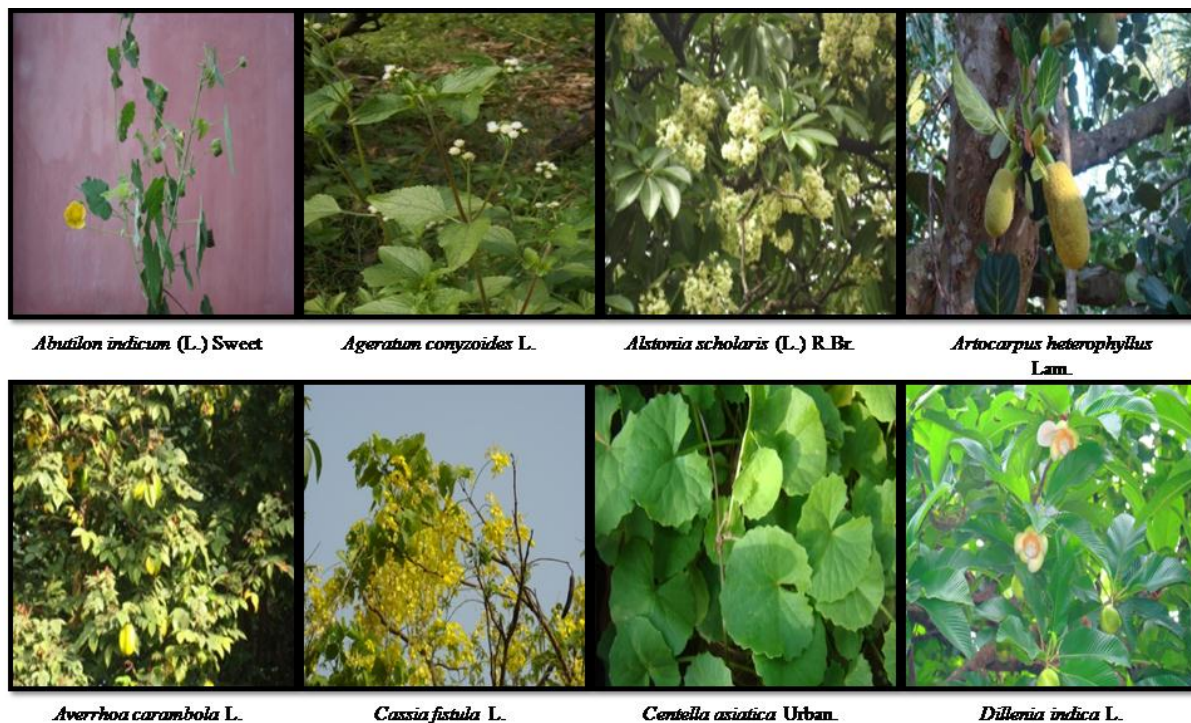 Abutilon indicum (L.) Sweet
Ageratum conyzoides L.
Alstonia scholaris (L.) R.Br.
Artocarpus heterophyllus
Lam.
Averrhoa carambola L.
Cassia fistula L.
Centella asiatica Urban.
Dillenia indica L.